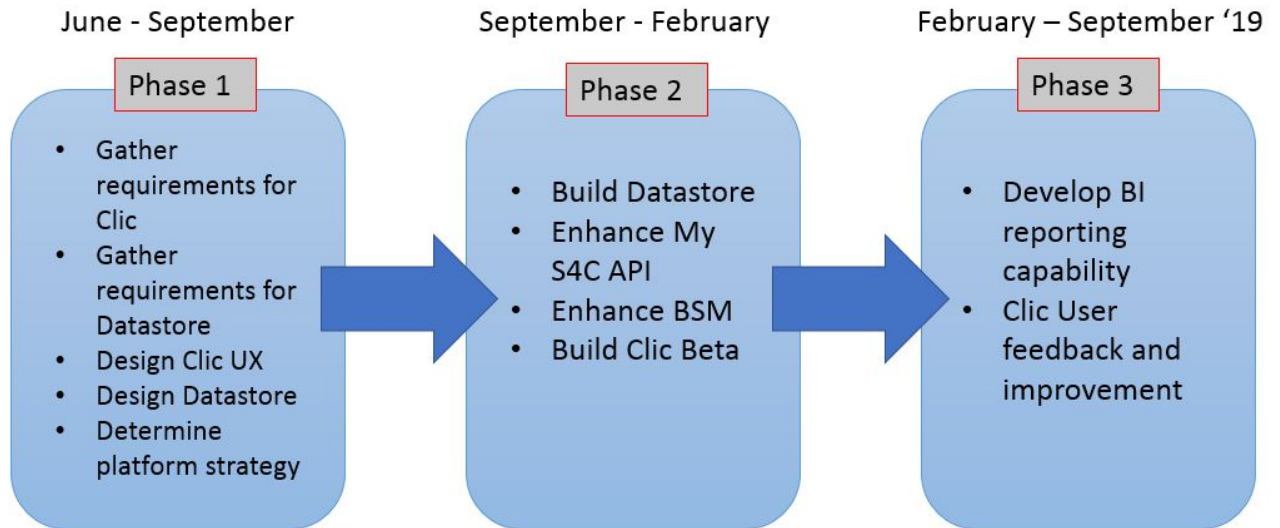 June - September
Phase 1
• Gather
requirements for
Clic
• Gather
requirements for
Datastore
• Design Clic UX
• Design Datastore
• Determine
platform strategy
September - February
Phase 2
• Build Datastore
• Enhance My
S4C API
• Enhance BSM
• Build Clic Beta
February – September ‘19
Phase 3
• Develop BI
reporting
capability
• Clic User
feedback and
improvement